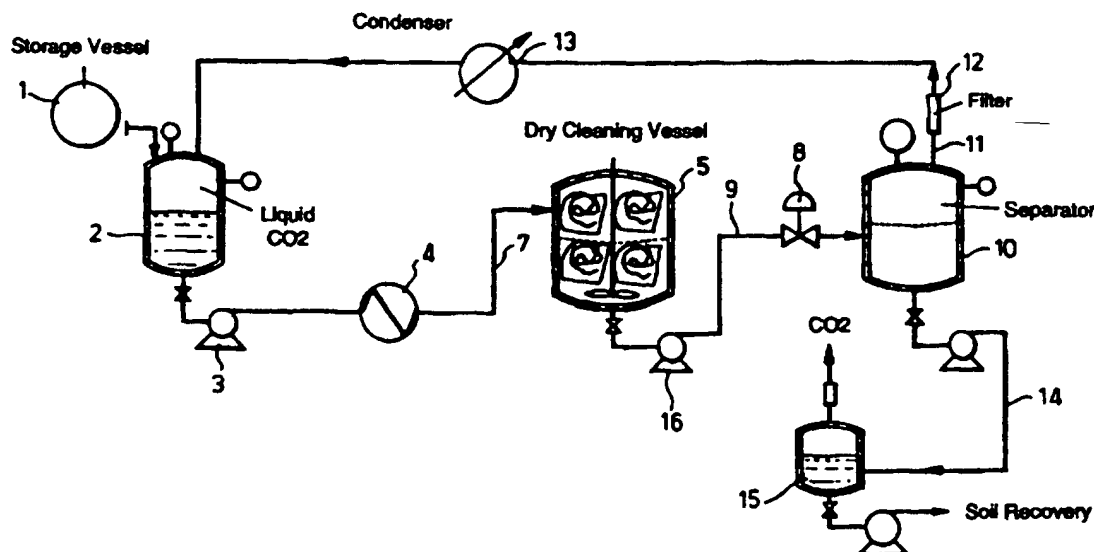 Condenser
13
Storage Vessel
1
12
Filter
11
Dry Cleaning Vessel
5
8
Liquid
CO2
2
9
Separator
10
4
7
CO2
3
16
14
15
Soil Recovery